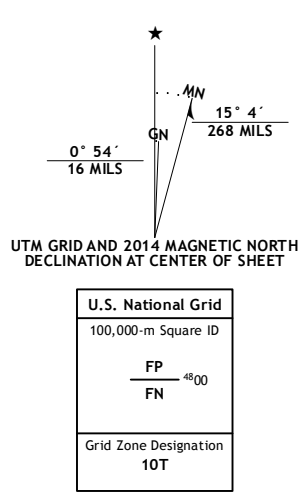 ★
MN
GN
15° 4´
268 MILS
0° 54´
16 MILS
UTM GRID AND 2014 MAGNETIC NORTH
DECLINATION AT CENTER OF SHEET
U.S. National Grid
100,000-m Square ID
FP
4800
FN
Grid Zone Designation
10T